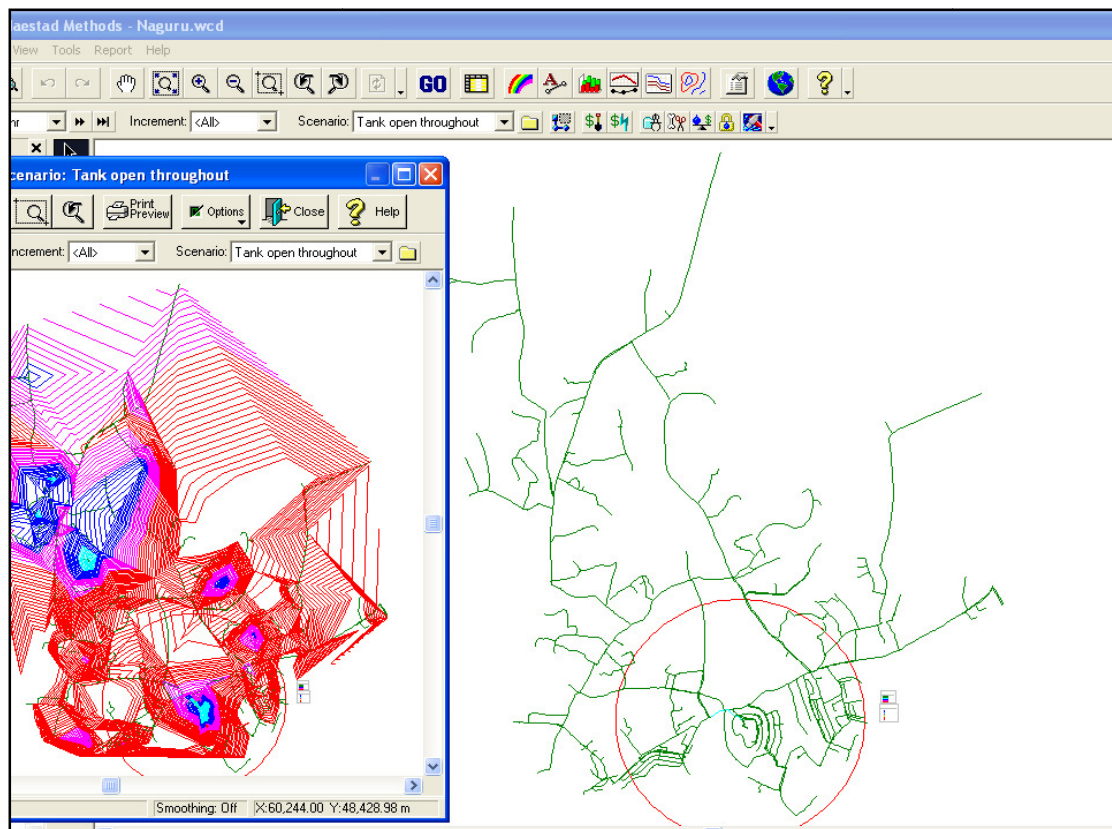 aestad Methods - Naguru.wcd
View Tools Report Help
GO
Increment: <All> Scenario: Tank open throughout
cenario: Tank open throughout
Print Preview Options Close Help
ncrement: <All> Scenario: Tank open throughout
Smoothing: Off X:60,244.00 Y:48,428.98 m